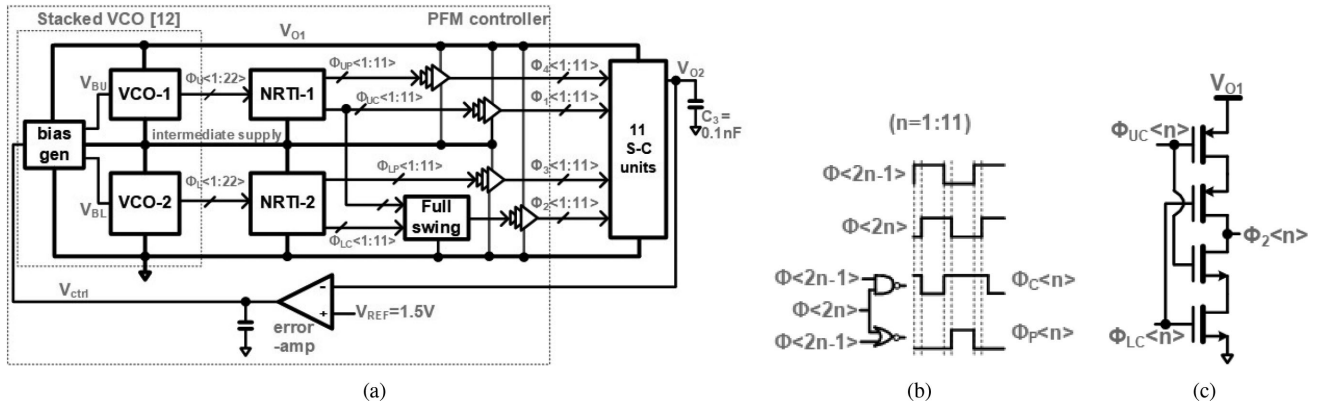 Stacked VCO [12]
PFM controller
V_O1
V_BU
VCO-1
Φ_U<1:22>
NRTI-1
Φ_UP<1:11>
Φ_4<1:11>
Φ_UC<1:11>
Φ_1<1:11>
V_O2
C_3=
0.1nF
bias
gen
intermediate supply
11
S-C
units
V_BL
VCO-2
Φ_L<1:22>
NRTI-2
Φ_LP<1:11>
Φ_3<1:11>
Full
swing
Φ_2<1:11>
Φ_LC<1:11>
V_ctrl
-
+
V_REF=1.5V
error
-amp
(a)
(n=1:11)
Φ<2n-1>
Φ<2n>
Φ<2n-1>
Φ<2n>
Φ<2n-1>
Φ_C<n>
Φ_P<n>
(b)
V_O1
Φ_UC<n>
Φ_2<n>
Φ_LC<n>
(c)